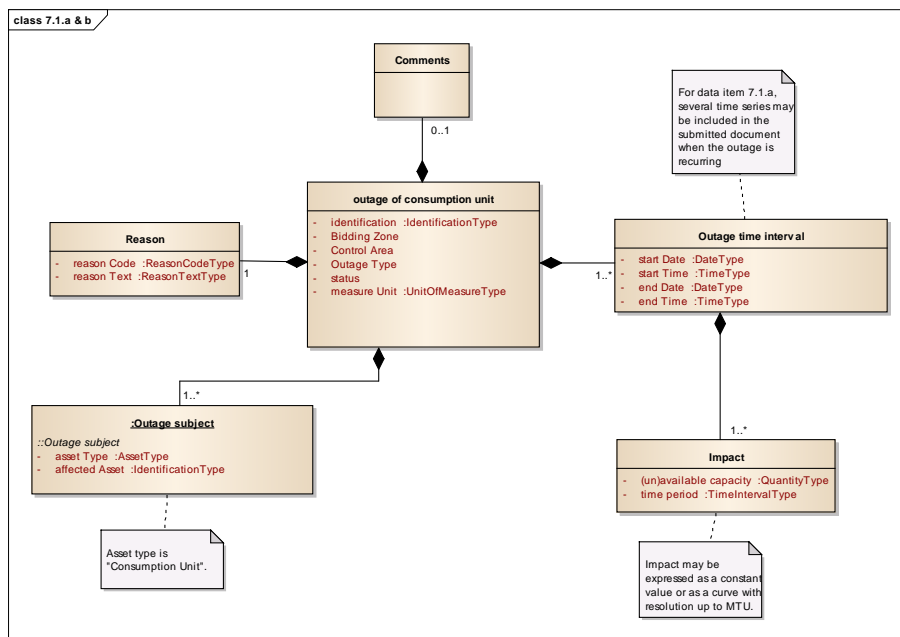 class 7.1.a & b
Comments
0..1
For data item 7.1.a,
several time series may
be included in the
submitted document
when the outage is
recurring
outage of consumption unit
- identification :IdentificationType
- Bidding Zone
- Control Area
- Outage Type
- status
- measure Unit :UnitOfMeasureType
Reason
- reason Code :ReasonCodeType
- reason Text :ReasonTextType
1
Outage time interval
- start Date :DateType
- start Time :TimeType
- end Date :DateType
- end Time :TimeType
1..*
1..*
:Outage subject
::Outage subject
- asset Type :AssetType
- affected Asset :IdentificationType
1..*
Impact
- (un)available capacity :QuantityType
- time period :TimeIntervalType
Asset type is
"Consumption Unit".
Impact may be
expressed as a constant
value or as a curve with
resolution up to MTU.